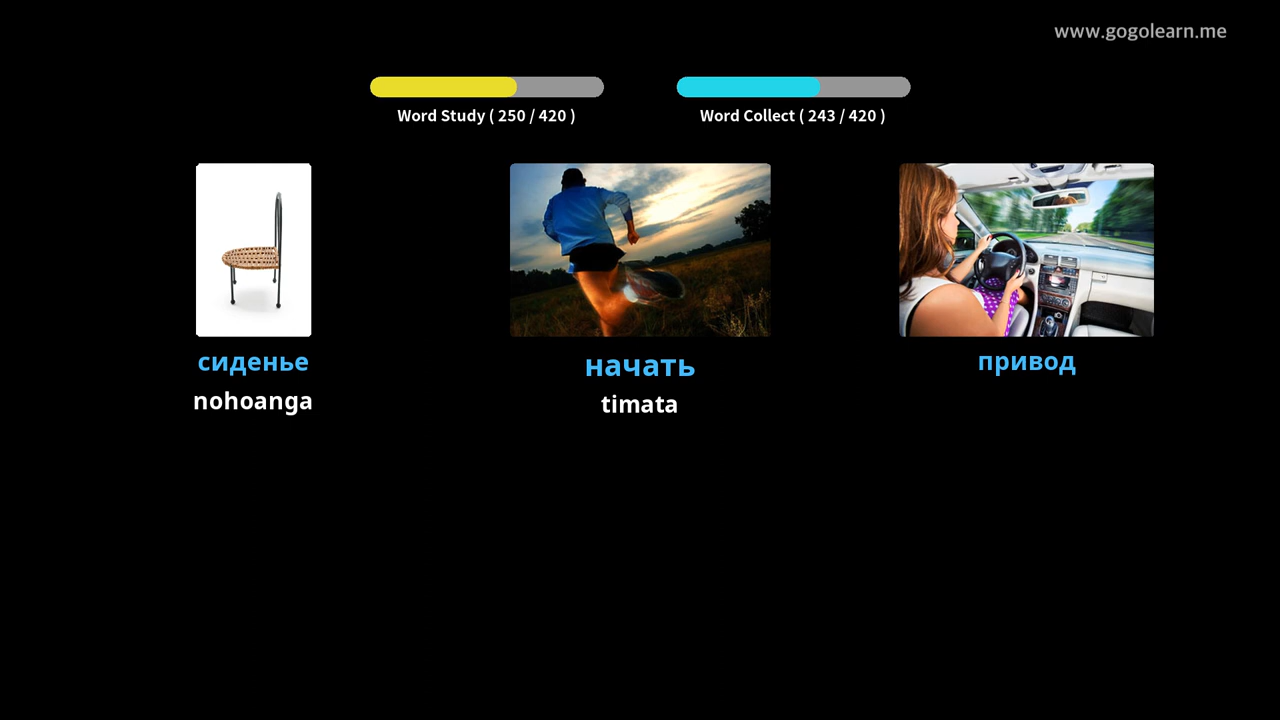 www.gogolearn.me
Word Study ( 250 / 420 )
Word Collect ( 243 / 420 )
сиденье
nohoanga
начать
timata
привод